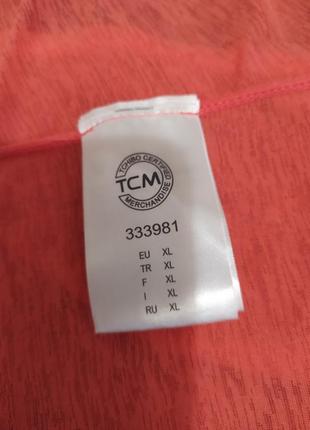 TCHIBO CERTIFIED
TCM
MERCHANDISE
333981
EU XL
TR XL
F XL
I XL
RU XL